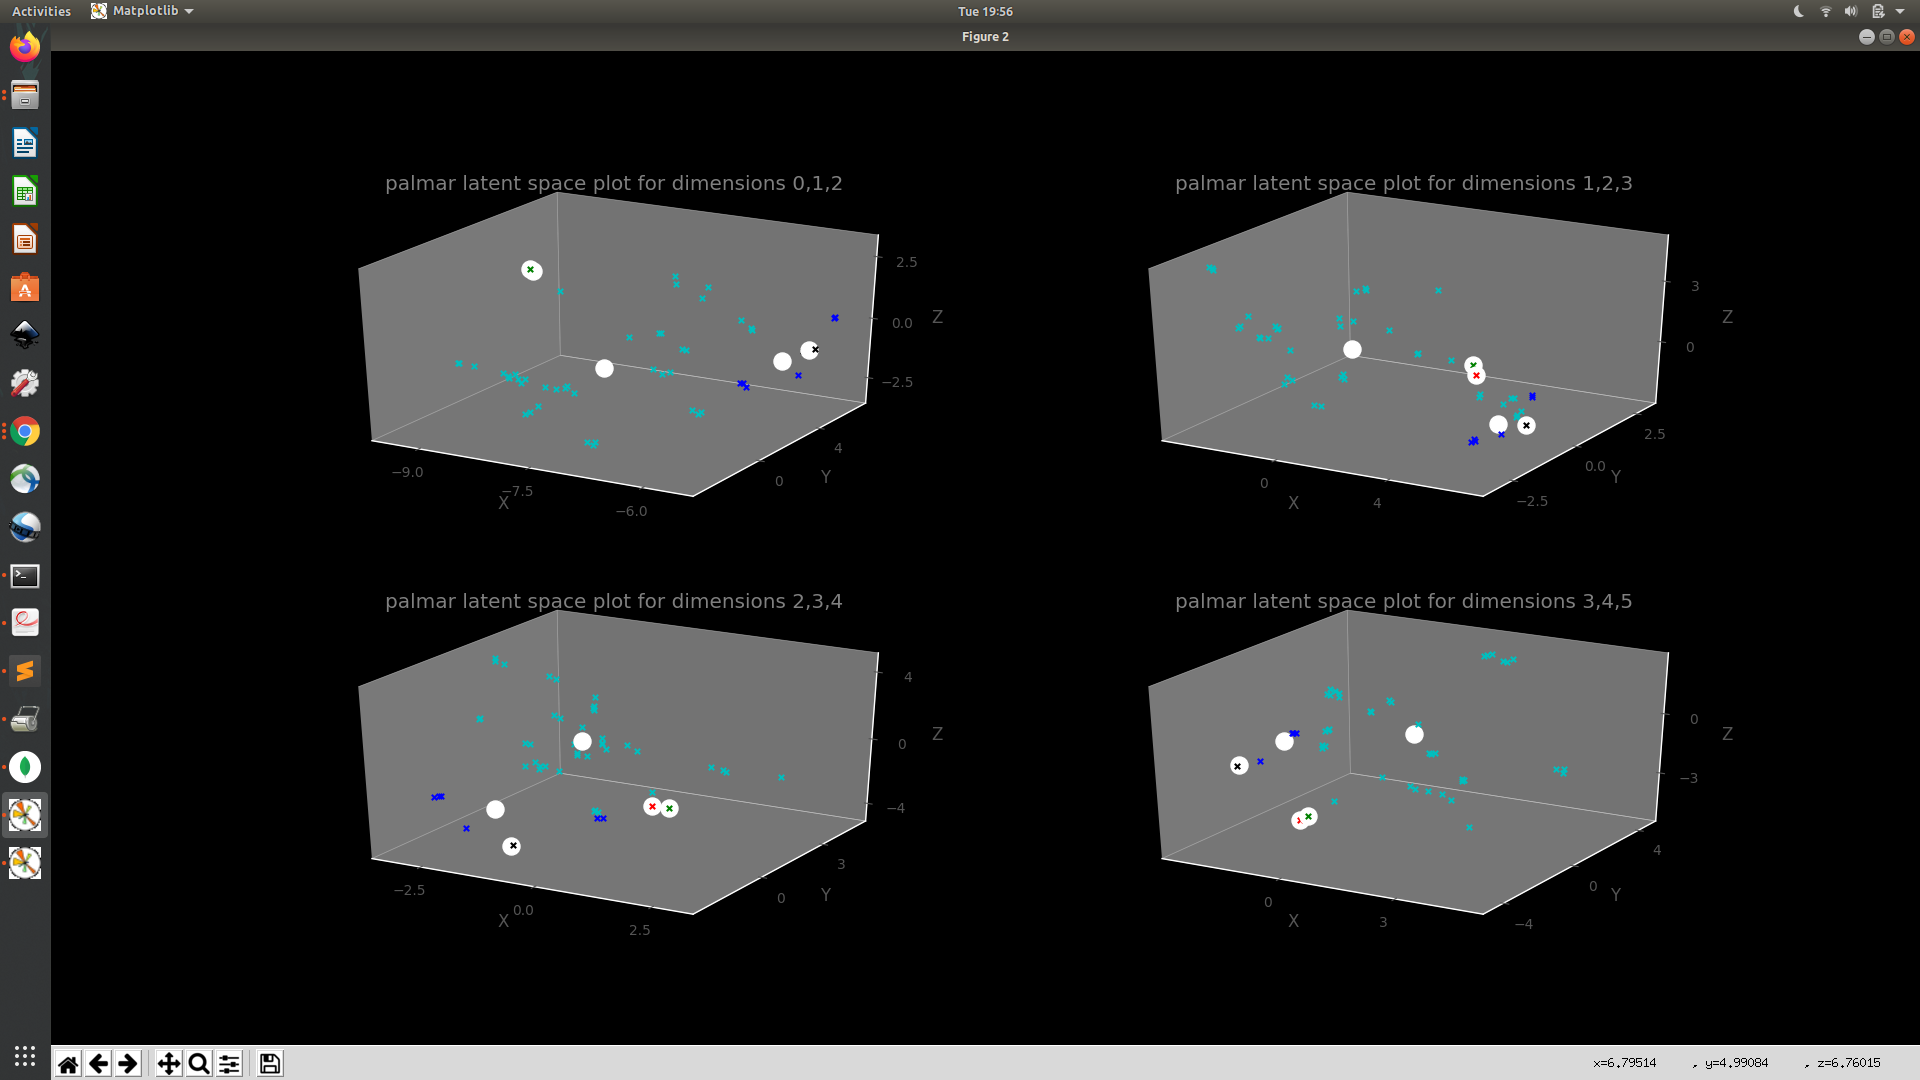 Activities Matplotlib Tue 19:56
Figure 2
palmar latent space plot for dimensions 0,1,2
2.5
0.0 Z
−2.5
4
−9.0
Y
0
−7.5
X
−6.0
palmar latent space plot for dimensions 1,2,3
3
Z
0
2.5
0.0
Y
0
−2.5
X 4
palmar latent space plot for dimensions 2,3,4
4
Z
0
−4
3
−2.5
Y
0
0.0
X
2.5
palmar latent space plot for dimensions 3,4,5
0
Z
−3
4
0 Y
0
X 3 −4
x=6.79514 , y=4.99084 , z=6.76015